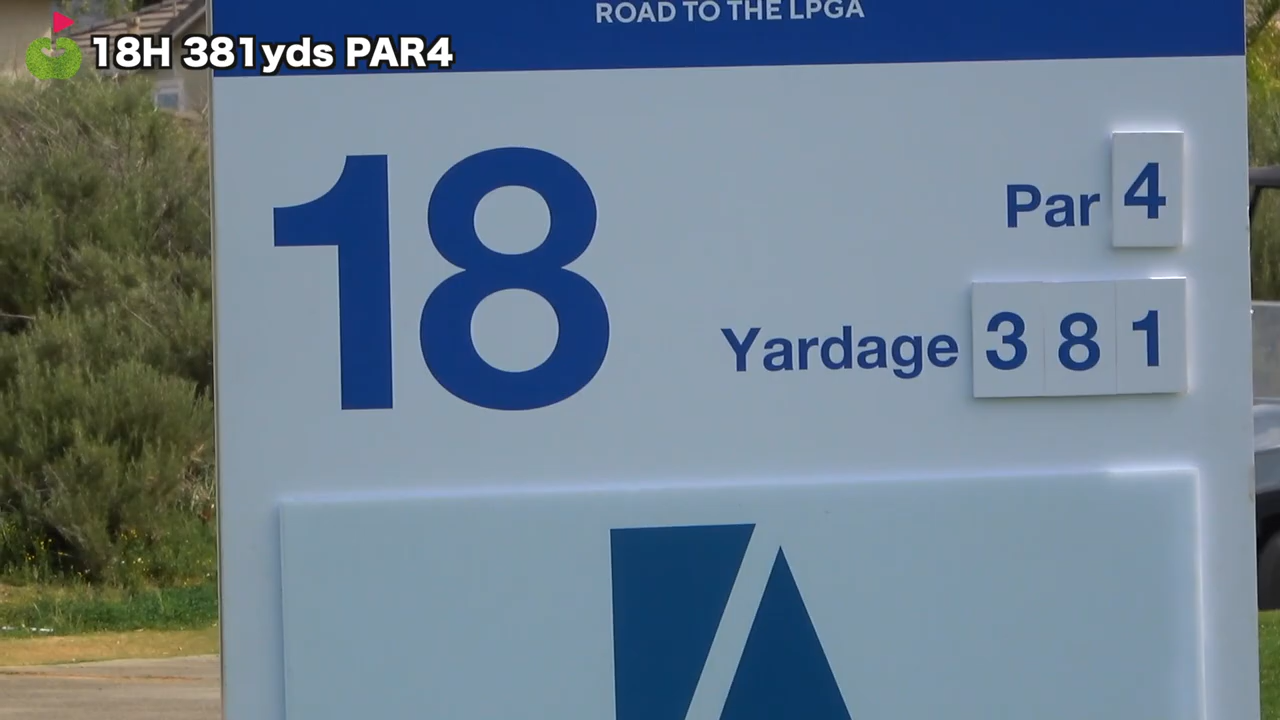 ROAD TO THE LPGA
18H 381yds PAR4
18
Par 4
Yardage 381